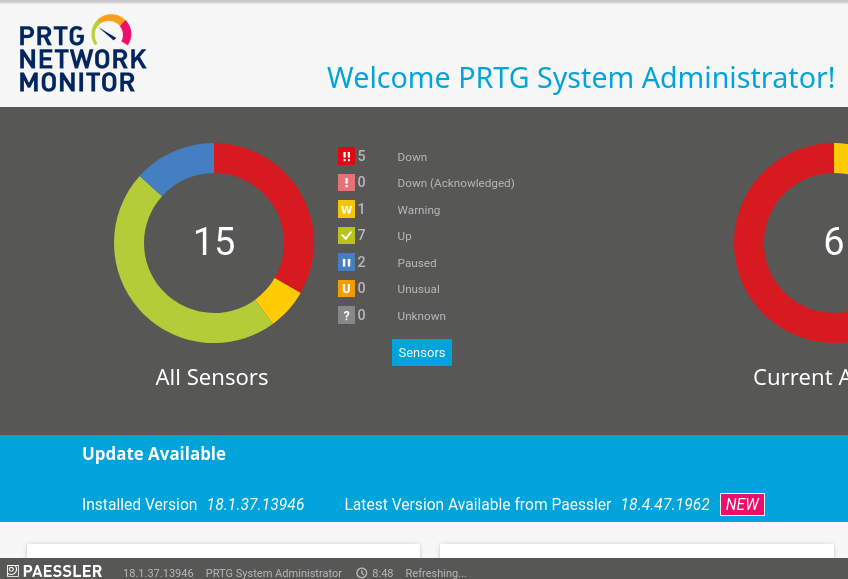 PRTG
NETWORK
MONITOR
Welcome PRTG System Administrator!
15
All Sensors
!! 5 Down
! 0 Down (Acknowledged)
W 1 Warning
7 Up
2 Paused
U 0 Unusual
? 0 Unknown
Sensors
6
Current A
Update Available
Installed Version 18.1.37.13946 Latest Version Available from Paessler 18.4.47.1962 NEW
PAESSLER 18.1.37.13946 PRTG System Administrator 8:48 Refreshing...